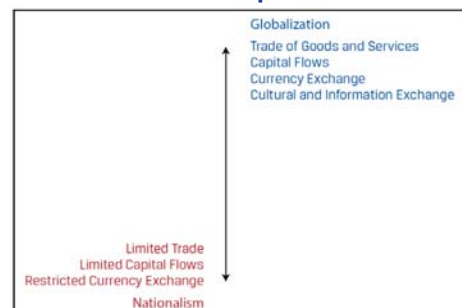 Globalization
Trade of Goods and Services
Capital Flows
Currency Exchange
Cultural and Information Exchange
Limited Trade
Limited Capital Flows
Restricted Currency Exchange
Nationalism